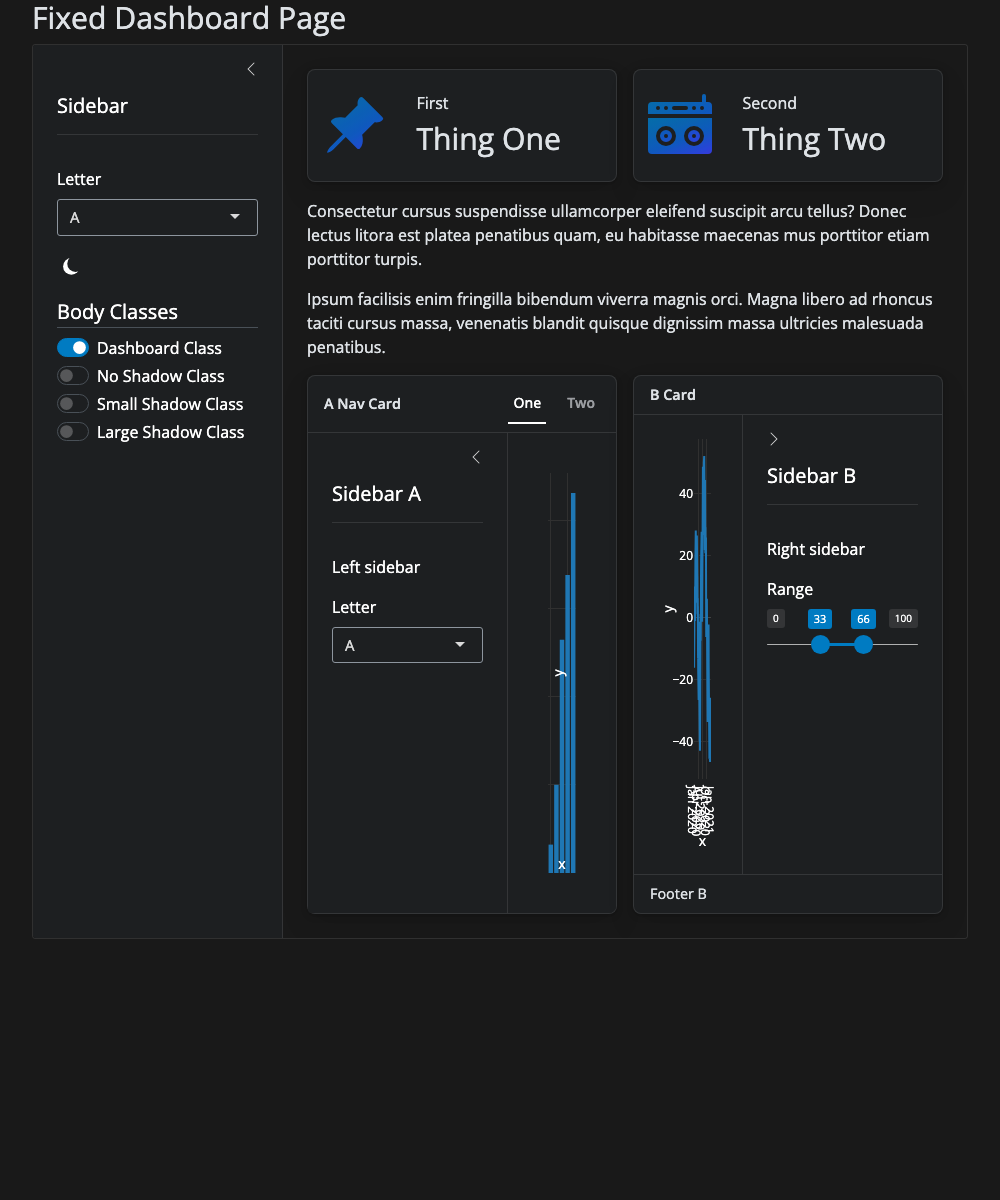 Fixed Dashboard Page
Sidebar
Letter
A
Body Classes
Dashboard Class
No Shadow Class
Small Shadow Class
Large Shadow Class
First
Thing One
Second
Thing Two
Consectetur cursus suspendisse ullamcorper eleifend suscipit arcu tellus? Donec
lectus litora est platea penatibus quam, eu habitasse maecenas mus porttitor etiam
porttitor turpis.
Ipsum facilisis enim fringilla bibendum viverra magnis orci. Magna libero ad rhoncus
taciti cursus massa, venenatis blandit quisque dignissim massa ultricies malesuada
penatibus.
A Nav Card
One
Two
Sidebar A
Left sidebar
Letter
A
y
x
B Card
40
20
0
−20
−40
y
Jan 2020
Jan 2021
x
Sidebar B
Right sidebar
Range
0
33
66
100
Footer B